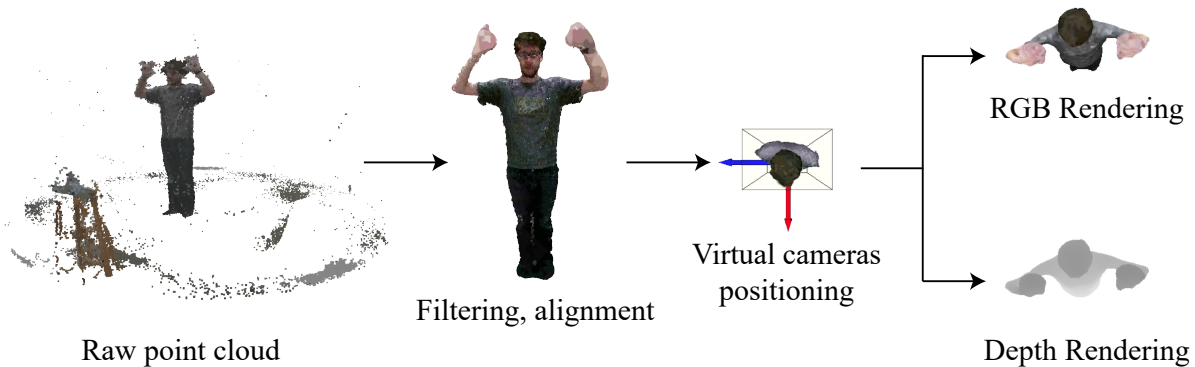 Raw point cloud
Filtering, alignment
Virtual cameras
positioning
RGB Rendering
Depth Rendering